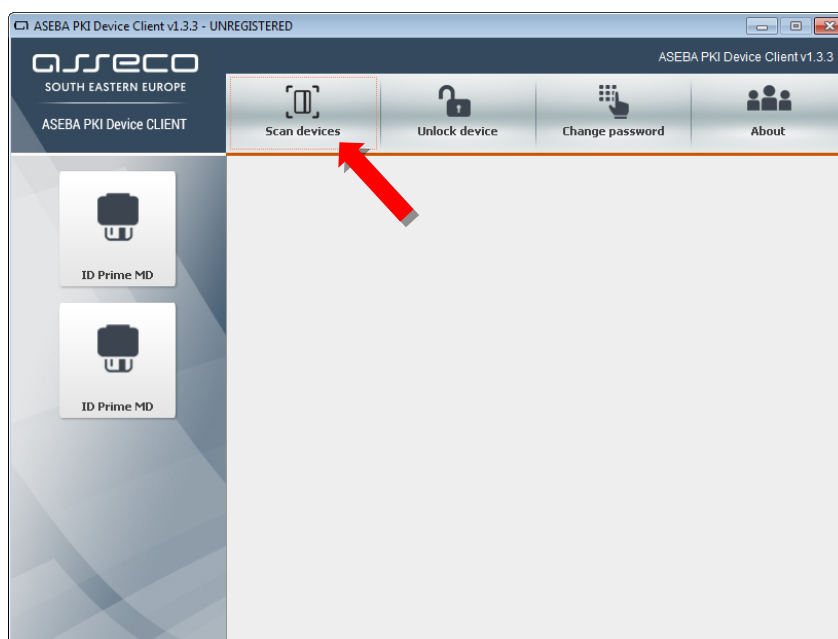 ASEBA PKI Device Client v1.3.3 - UNREGISTERED
asseco
SOUTH EASTERN EUROPE
ASEBA PKI Device CLIENT
ASEBA PKI Device Client v1.3.3
Scan devices
Unlock device
Change password
About
ID Prime MD
ID Prime MD